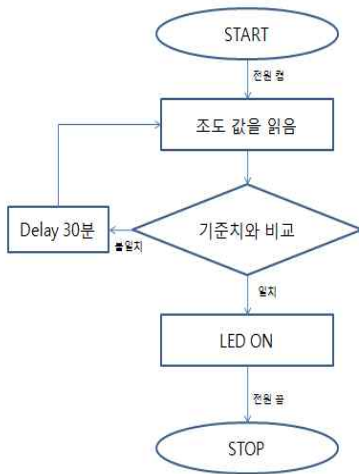 START
전원 켬
조도 값을 읽음
기준치와 비교
불일치
Delay 30분
일치
LED ON
전원 끔
STOP